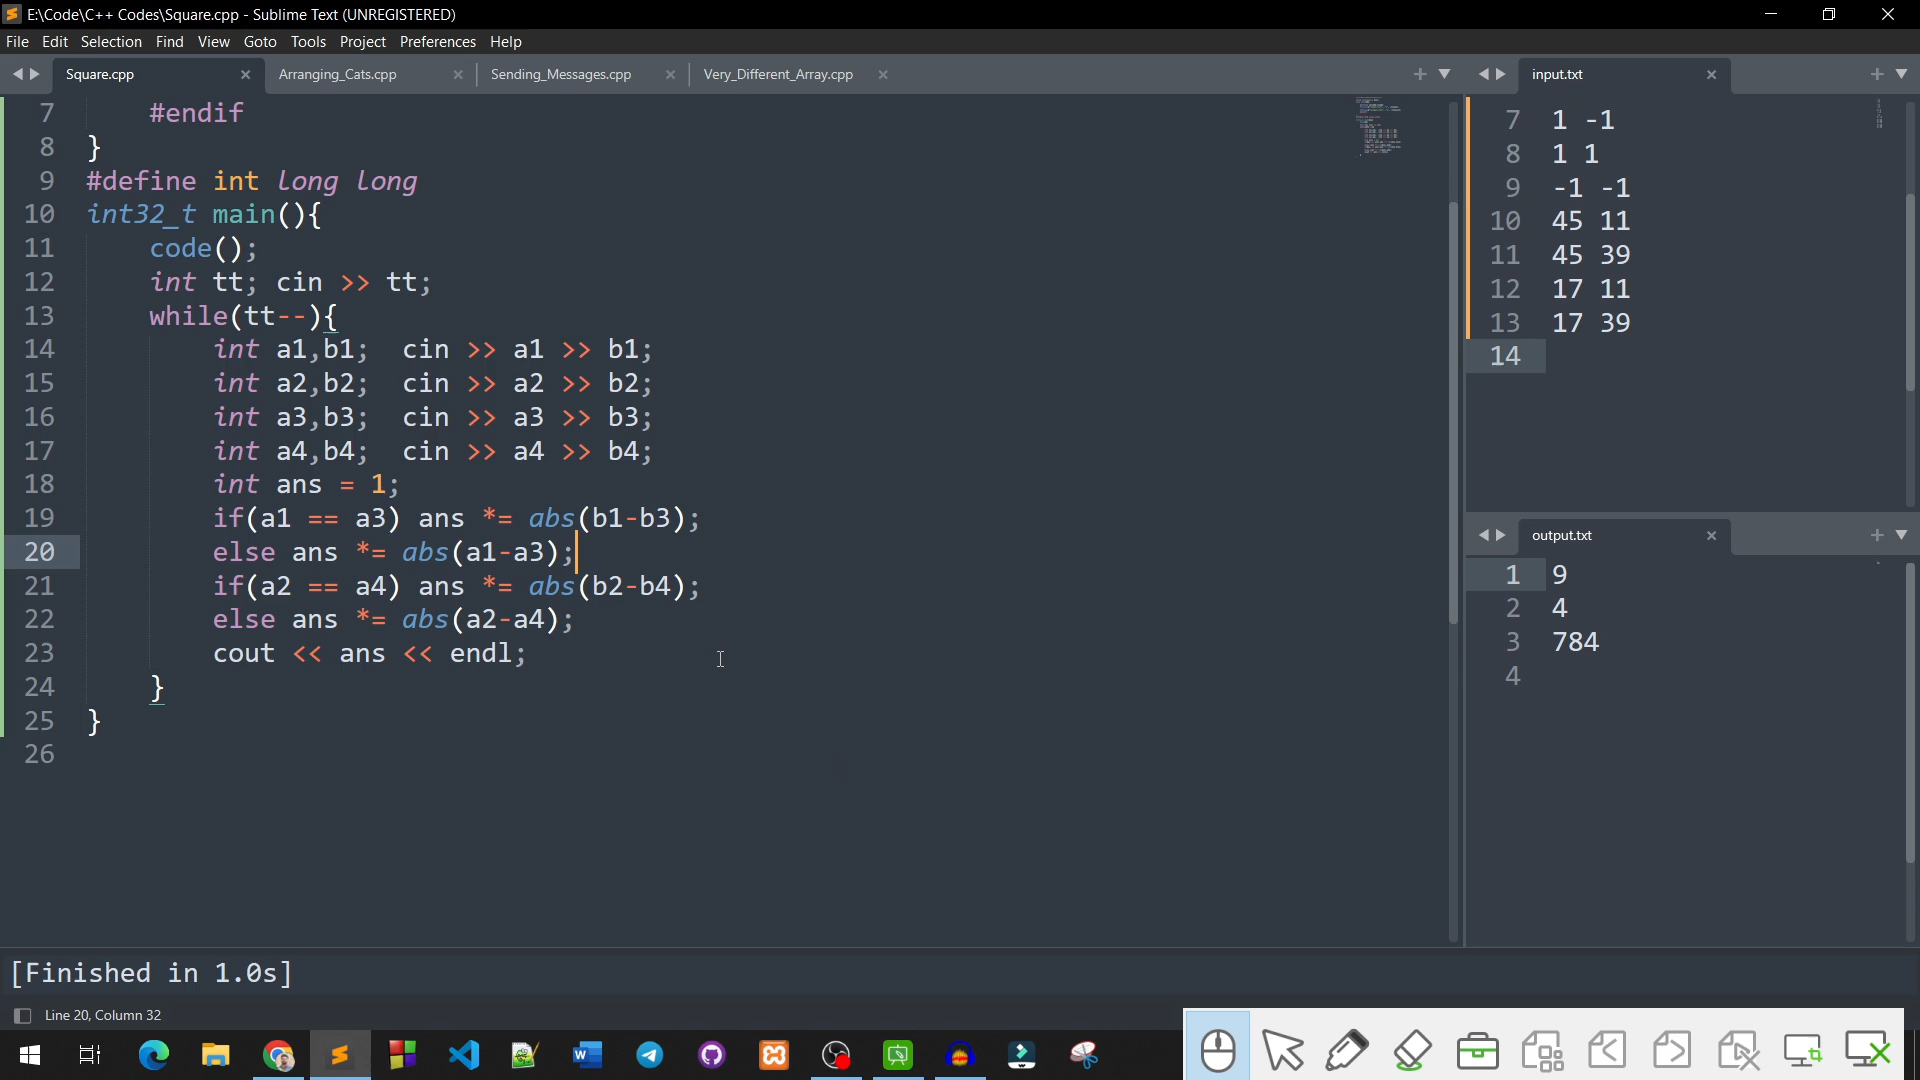 E:\Code\C++ Codes\Square.cpp - Sublime Text (UNREGISTERED)
File Edit Selection Find View Goto Tools Project Preferences Help
Square.cpp Arranging_Cats.cpp Sending_Messages.cpp Very_Different_Array.cpp
7 #endif
8 }
9 #define int long long
10 int32_t main(){
11 code();
12 int tt; cin >> tt;
13 while(tt--){
14 int a1,b1; cin >> a1 >> b1;
15 int a2,b2; cin >> a2 >> b2;
16 int a3,b3; cin >> a3 >> b3;
17 int a4,b4; cin >> a4 >> b4;
18 int ans = 1;
19 if(a1 == a3) ans *= abs(b1-b3);
20 else ans *= abs(a1-a3);
21 if(a2 == a4) ans *= abs(b2-b4);
22 else ans *= abs(a2-a4);
23 cout << ans << endl;
24 }
25 }
26
input.txt
7 1 -1
8 1 1
9 -1 -1
10 45 11
11 45 39
12 17 11
13 17 39
14
output.txt
1 9
2 4
3 784
4
[Finished in 1.0s]
Line 20, Column 32